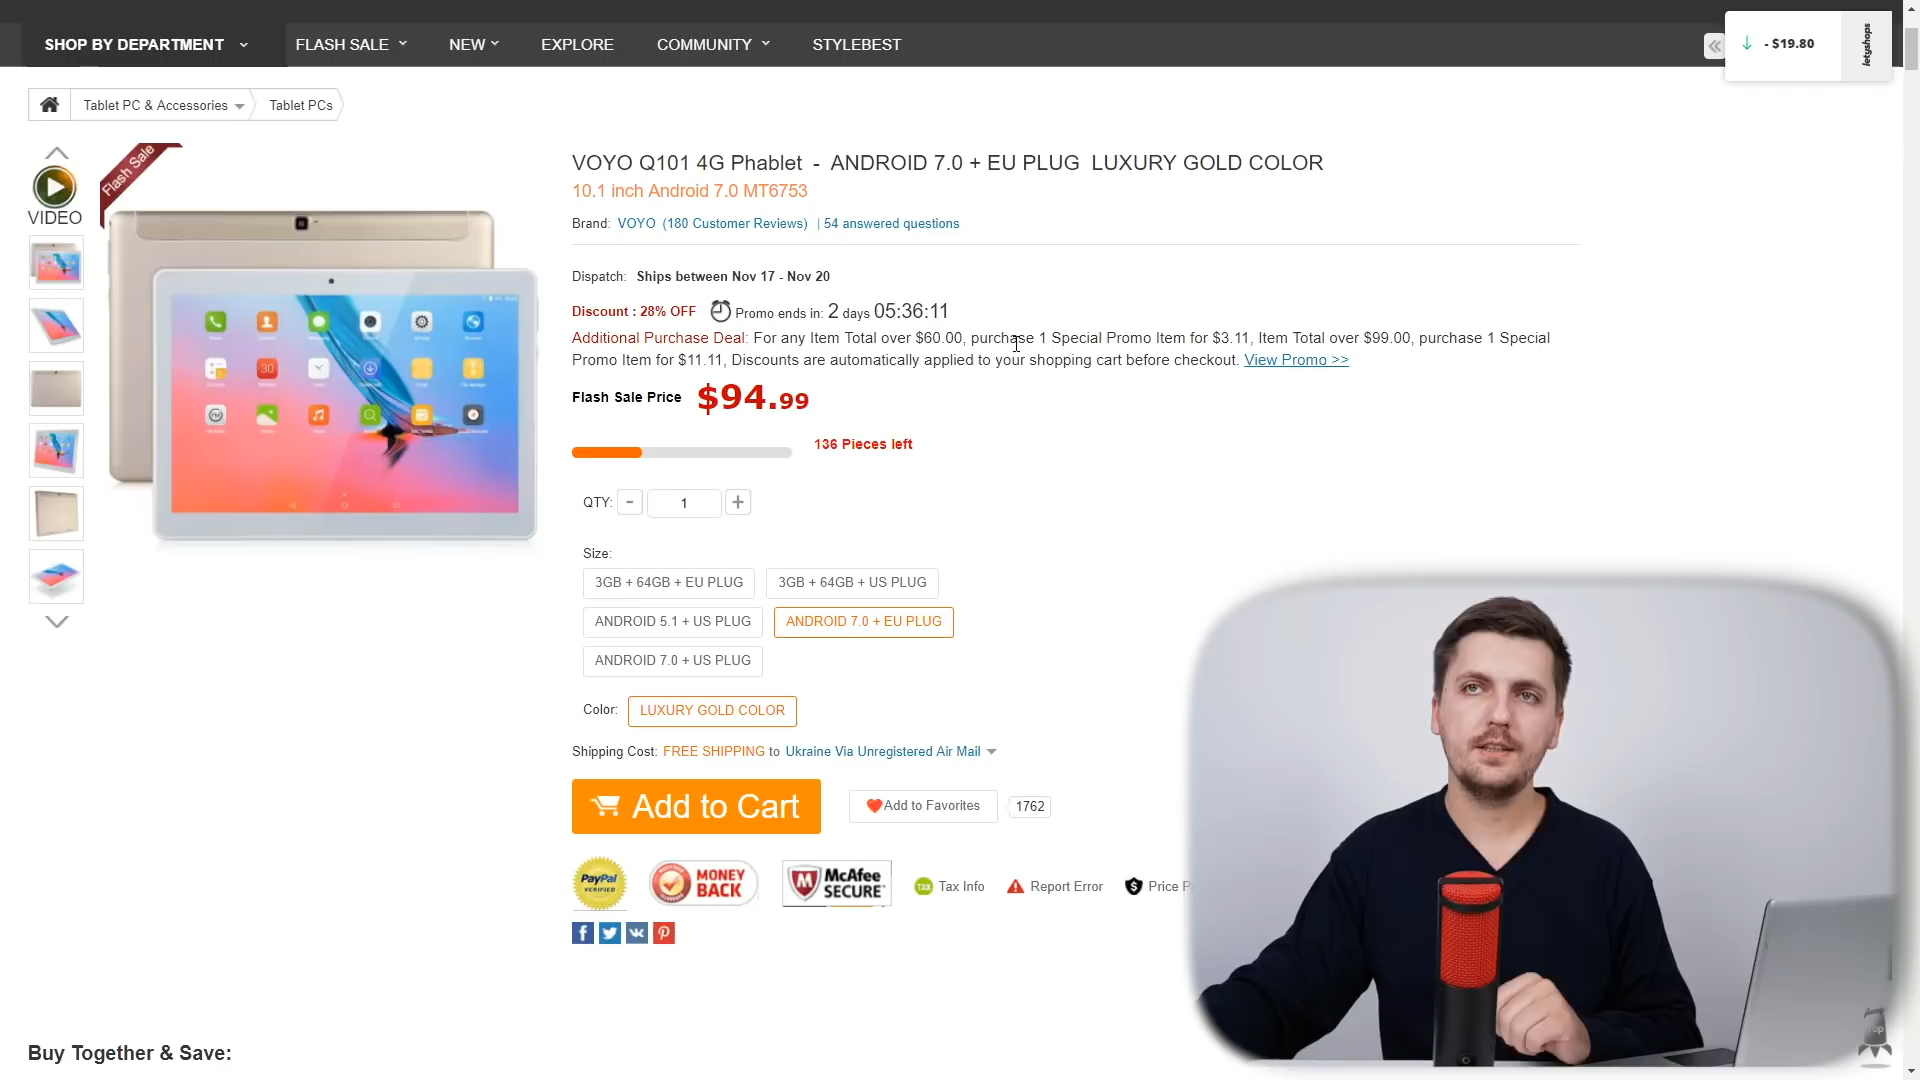 SHOP BY DEPARTMENT
FLASH SALE
NEW
EXPLORE
COMMUNITY
STYLEBEST
- $19.80
letyshops
Tablet PC & Accessories
Tablet PCs
Flash Sale
VIDEO
VOYO Q101 4G Phablet - ANDROID 7.0 + EU PLUG LUXURY GOLD COLOR
10.1 inch Android 7.0 MT6753
Brand: VOYO (180 Customer Reviews) | 54 answered questions
Dispatch: Ships between Nov 17 - Nov 20
Discount : 28% OFF Promo ends in: 2 days 05:36:11
Additional Purchase Deal: For any Item Total over $60.00, purchase 1 Special Promo Item for $3.11, Item Total over $99.00, purchase 1 Special
Promo Item for $11.11, Discounts are automatically applied to your shopping cart before checkout. View Promo >>
Flash Sale Price $94.99
136 Pieces left
QTY: - 1 +
Size:
3GB + 64GB + EU PLUG 3GB + 64GB + US PLUG
ANDROID 5.1 + US PLUG ANDROID 7.0 + EU PLUG
ANDROID 7.0 + US PLUG
Color: LUXURY GOLD COLOR
Shipping Cost: FREE SHIPPING to Ukraine Via Unregistered Air Mail
Add to Cart
Add to Favorites 1762
PayPal
VERIFIED
MONEY
BACK
McAfee
SECURE
TAX Tax Info
Report Error
Price P
Buy Together & Save: